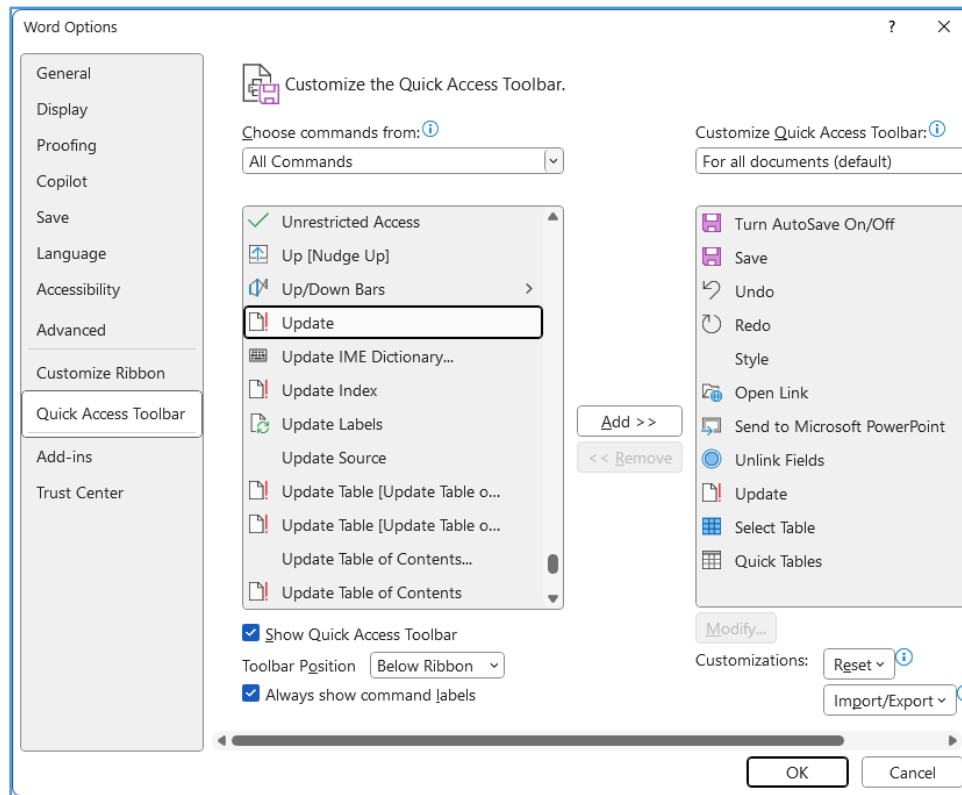 Word Options
?
General
Display
Proofing
Copilot
Save
Language
Accessibility
Advanced
Customize Ribbon
Quick Access Toolbar
Add-ins
Trust Center
Customize the Quick Access Toolbar.
Choose commands from:
All Commands
Unrestricted Access
Up [Nudge Up]
Up/Down Bars
Update
Update IME Dictionary...
Update Index
Update Labels
Update Source
Update Table [Update Table o...
Update Table [Update Table o...
Update Table of Contents...
Update Table of Contents
Show Quick Access Toolbar
Toolbar Position Below Ribbon
Always show command labels
Add >>
<< Remove
Customize Quick Access Toolbar:
For all documents (default)
Turn AutoSave On/Off
Save
Undo
Redo
Style
Open Link
Send to Microsoft PowerPoint
Unlink Fields
Update
Select Table
Quick Tables
Modify...
Customizations: Reset
Import/Export
OK Cancel